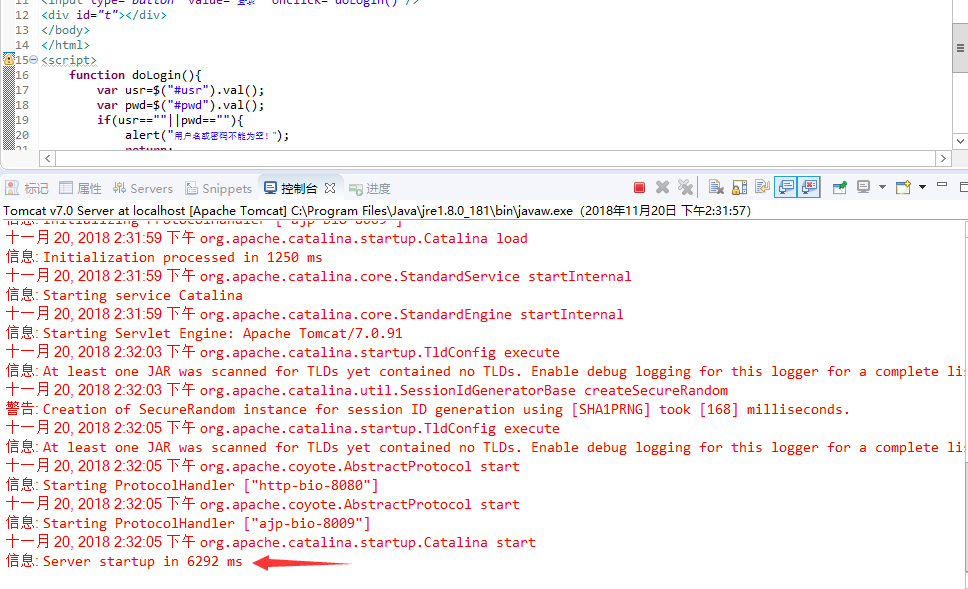 12 <div id="t"></div>
13 </body>
14 </html>
15 <script>
16 function doLogin(){
17 var usr=$("#usr").val();
18 var pwd=$("#pwd").val();
19 if(usr==""||pwd==""){
20 alert("用户名或密码不能为空!");
标记 属性 Servers Snippets 控制台 进度
Tomcat v7.0 Server at localhost [Apache Tomcat] C:\Program Files\Java\jre1.8.0_181\bin\javaw.exe（2018年11月20日 下午2:31:57）
信息: Initializing ProtocolHandler ["ajp-bio-8009"]
十一月 20, 2018 2:31:59 下午 org.apache.catalina.startup.Catalina load
信息: Initialization processed in 1250 ms
十一月 20, 2018 2:31:59 下午 org.apache.catalina.core.StandardService startInternal
信息: Starting service Catalina
十一月 20, 2018 2:31:59 下午 org.apache.catalina.core.StandardEngine startInternal
信息: Starting Servlet Engine: Apache Tomcat/7.0.91
十一月 20, 2018 2:32:03 下午 org.apache.catalina.startup.TldConfig execute
信息: At least one JAR was scanned for TLDs yet contained no TLDs. Enable debug logging for this logger for a complete li
十一月 20, 2018 2:32:03 下午 org.apache.catalina.util.SessionIdGeneratorBase createSecureRandom
警告: Creation of SecureRandom instance for session ID generation using [SHA1PRNG] took [168] milliseconds.
十一月 20, 2018 2:32:05 下午 org.apache.catalina.startup.TldConfig execute
信息: At least one JAR was scanned for TLDs yet contained no TLDs. Enable debug logging for this logger for a complete li
十一月 20, 2018 2:32:05 下午 org.apache.coyote.AbstractProtocol start
信息: Starting ProtocolHandler ["http-bio-8080"]
十一月 20, 2018 2:32:05 下午 org.apache.coyote.AbstractProtocol start
信息: Starting ProtocolHandler ["ajp-bio-8009"]
十一月 20, 2018 2:32:05 下午 org.apache.catalina.startup.Catalina start
信息: Server startup in 6292 ms